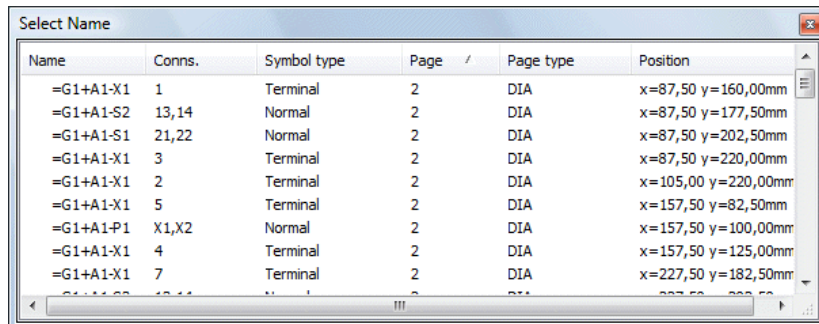 Select Name
Name Conns. Symbol type Page Page type Position
=G1+A1-X1 1 Terminal 2 DIA x=87,50 y=160,00mm
=G1+A1-S2 13,14 Normal 2 DIA x=87,50 y=177,50mm
=G1+A1-S1 21,22 Normal 2 DIA x=87,50 y=202,50mm
=G1+A1-X1 3 Terminal 2 DIA x=87,50 y=220,00mm
=G1+A1-X1 2 Terminal 2 DIA x=105,00 y=220,00mm
=G1+A1-X1 5 Terminal 2 DIA x=157,50 y=82,50mm
=G1+A1-P1 X1,X2 Normal 2 DIA x=157,50 y=100,00mm
=G1+A1-X1 4 Terminal 2 DIA x=157,50 y=125,00mm
=G1+A1-X1 7 Terminal 2 DIA x=227,50 y=182,50mm